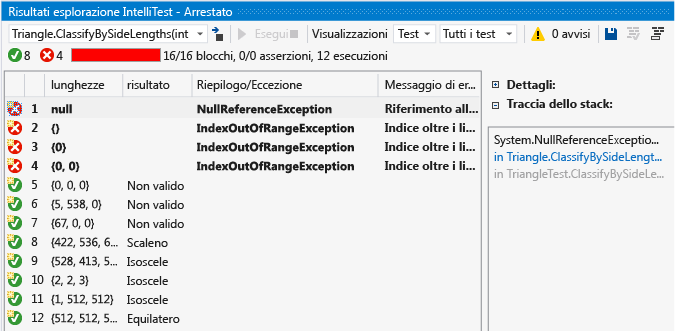 Risultati esplorazione IntelliTest - Arrestato
Triangle.ClassifyBySideLengths(int Esegui Visualizzazioni Test Tutti i test 0 avvisi
8 4 16/16 blocchi, 0/0 asserzioni, 12 esecuzioni
lunghezze risultato Riepilogo/Eccezione Messaggio di er...
1 null NullReferenceException Riferimento all...
2 {} IndexOutOfRangeException Indice oltre i li...
3 {0} IndexOutOfRangeException Indice oltre i li...
4 {0, 0} IndexOutOfRangeException Indice oltre i li...
5 {0, 0, 0} Non valido
6 {5, 538, 0} Non valido
7 {67, 0, 0} Non valido
8 {422, 536, 6... Scaleno
9 {528, 413, 5... Isoscele
10 {2, 2, 3} Isoscele
11 {1, 512, 512} Isoscele
12 {512, 512, 5... Equilatero
Dettagli:
Traccia dello stack:
System.NullReferenceExceptio...
in Triangle.ClassifyBySideLengt...
in TriangleTest.ClassifyBySideLe...